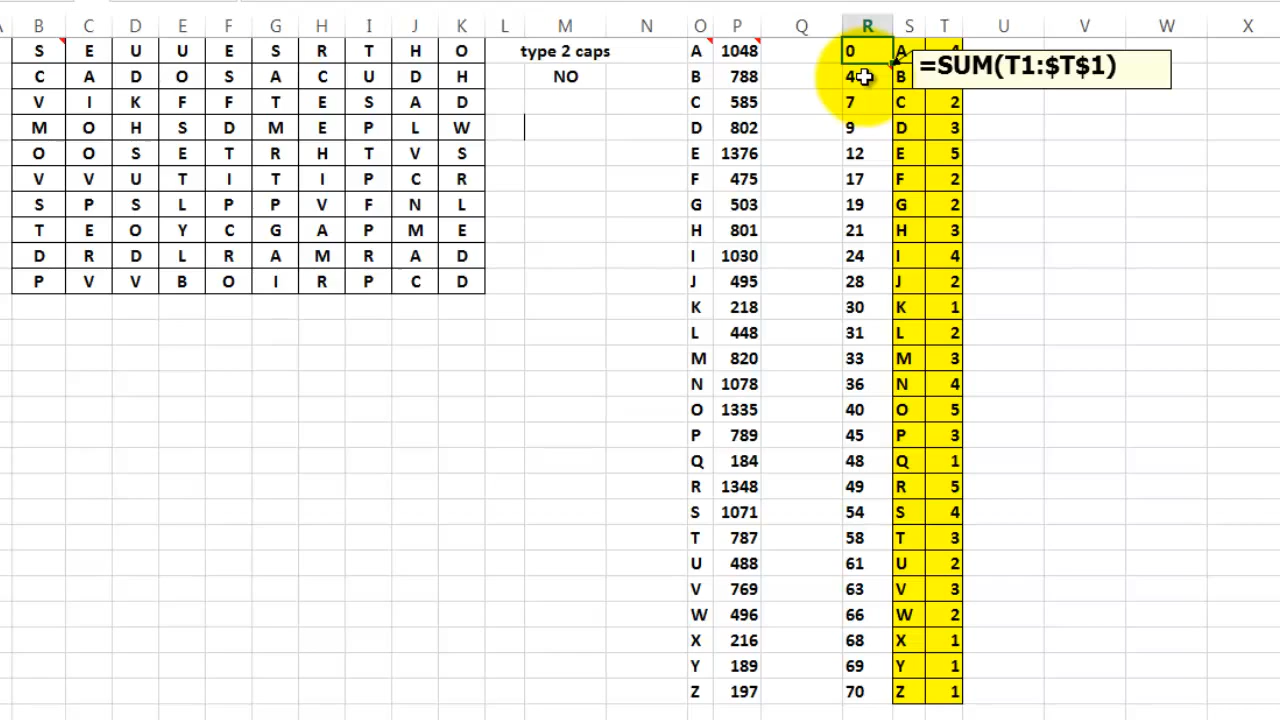 B C D E F G H I J K L M N O P Q R S T U V W X
S E U U E S R T H O type 2 caps A 1048 0 A 4
C A D O S A C U D H NO B 788 4 B =SUM(T1:$T$1)
V I K F F T E S A D C 585 7 C 2
M O H S D M E P L W D 802 9 D 3
O O S E T R H T V S E 1376 12 E 5
V V U T I T I P C R F 475 17 F 2
S P S L P P V F N L G 503 19 G 2
T E O Y C G A P M E H 801 21 H 3
D R D L R A M R A D I 1030 24 I 4
P V V B O I R P C D J 495 28 J 2
K 218 30 K 1
L 448 31 L 2
M 820 33 M 3
N 1078 36 N 4
O 1335 40 O 5
P 789 45 P 3
Q 184 48 Q 1
R 1348 49 R 5
S 1071 54 S 4
T 787 58 T 3
U 488 61 U 2
V 769 63 V 3
W 496 66 W 2
X 216 68 X 1
Y 189 69 Y 1
Z 197 70 Z 1